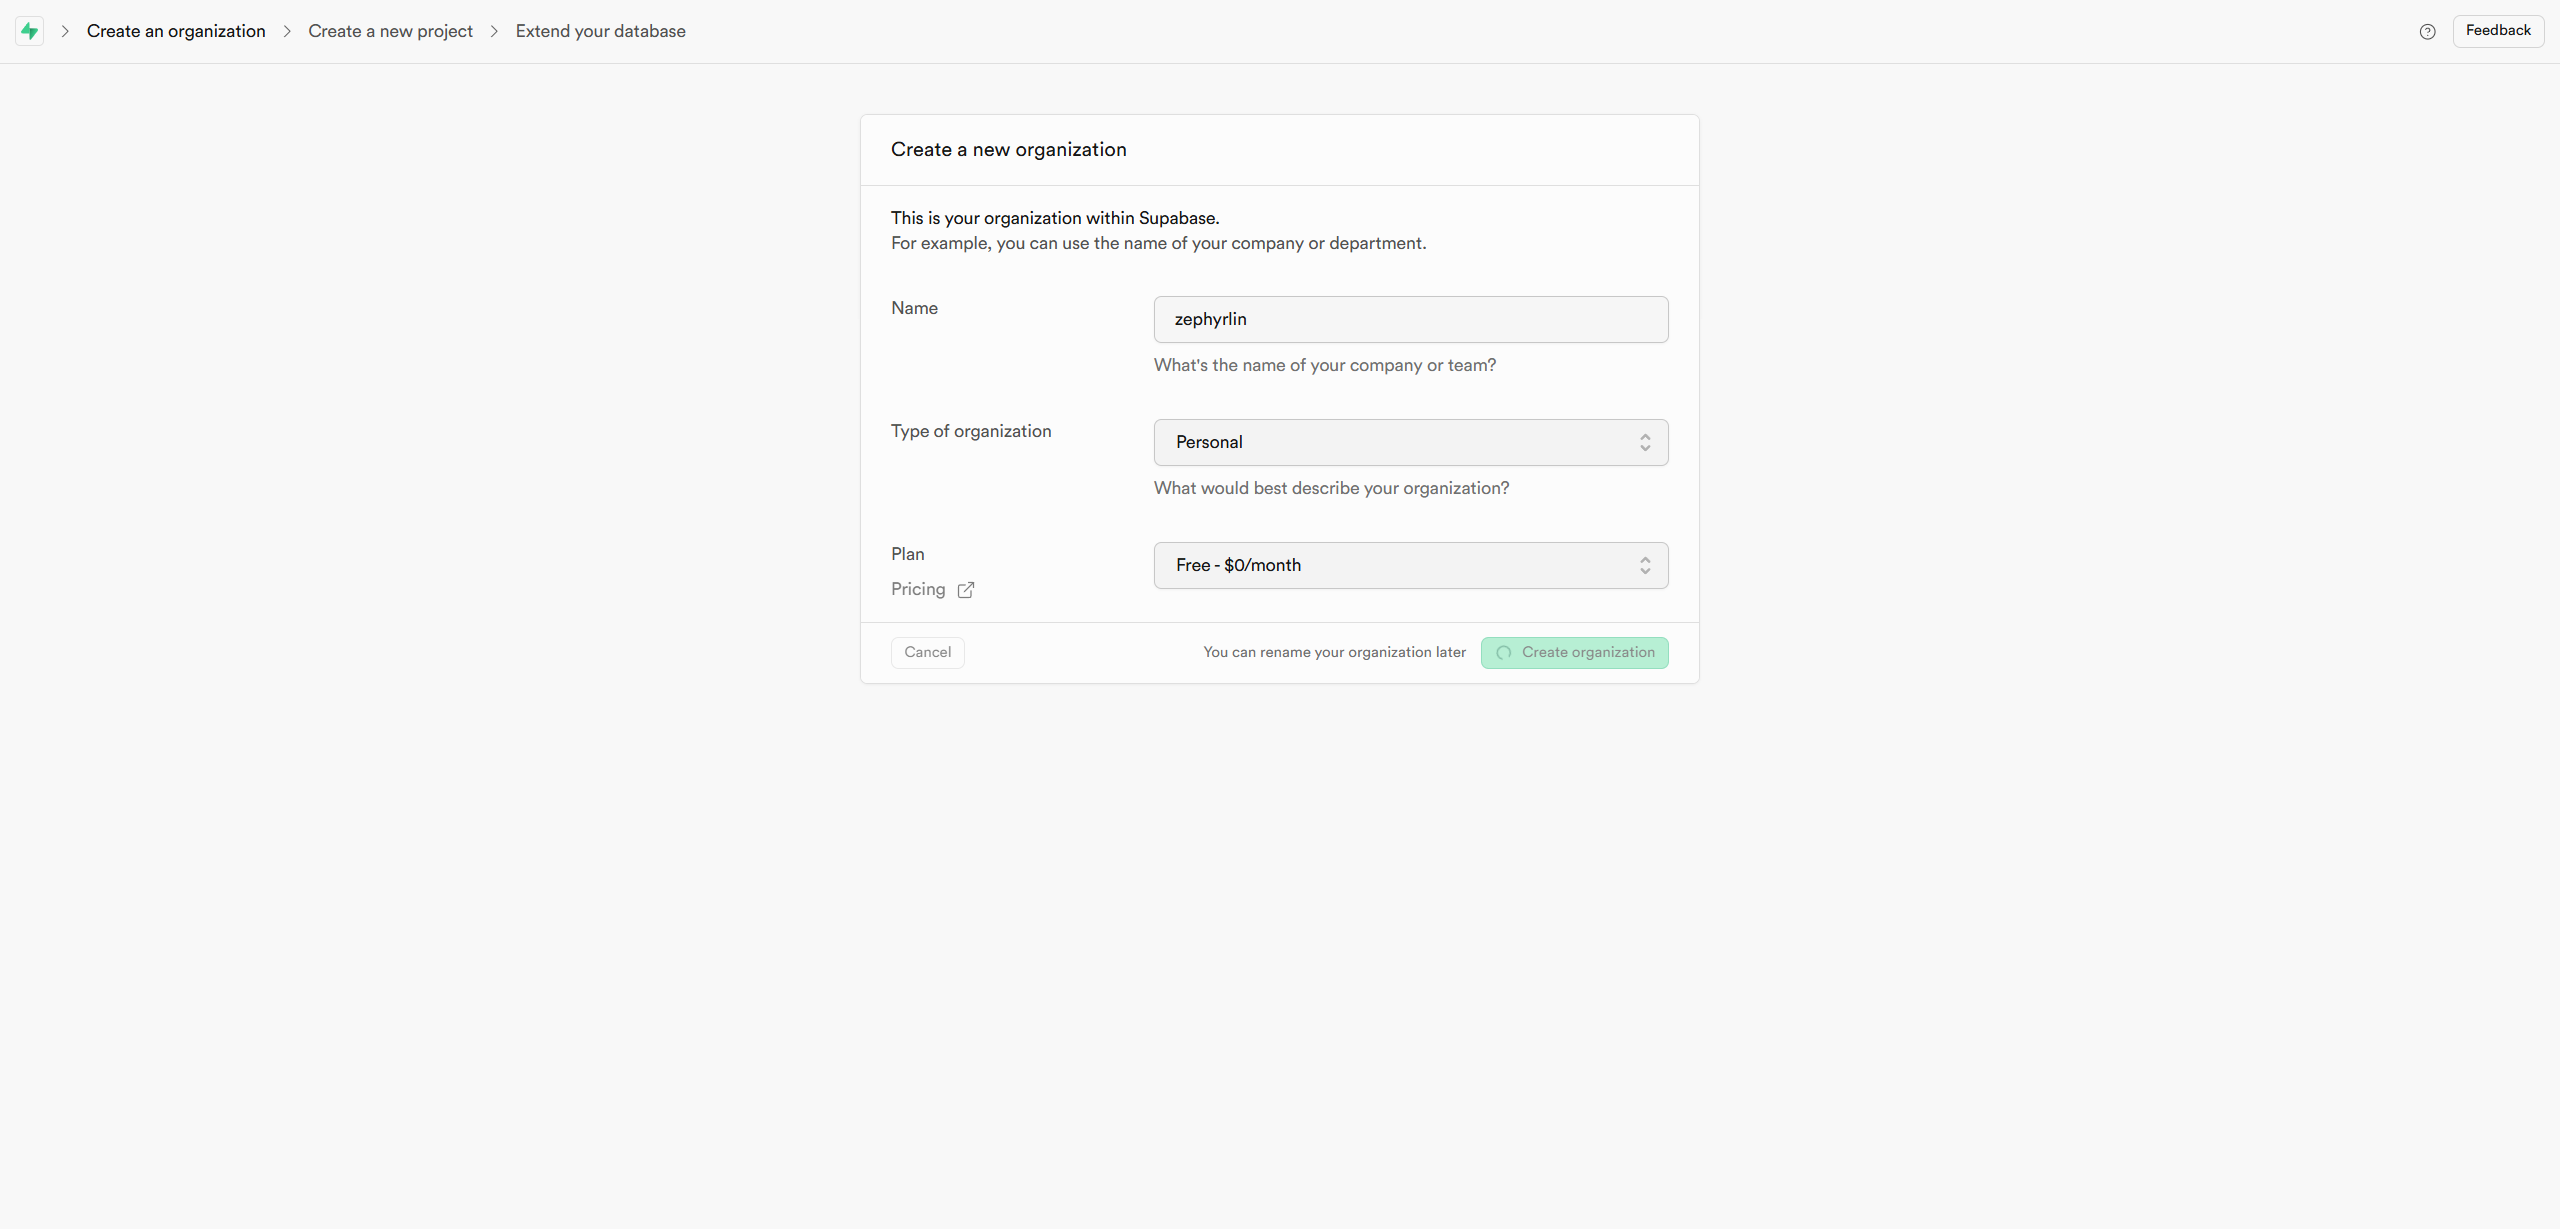 Create an organization
Create a new project
Extend your database
Feedback
Create a new organization
This is your organization within Supabase.
For example, you can use the name of your company or department.
Name
zephyrlin
What's the name of your company or team?
Type of organization
Personal
What would best describe your organization?
Plan
Free - $0/month
Pricing
Cancel
You can rename your organization later
Create organization